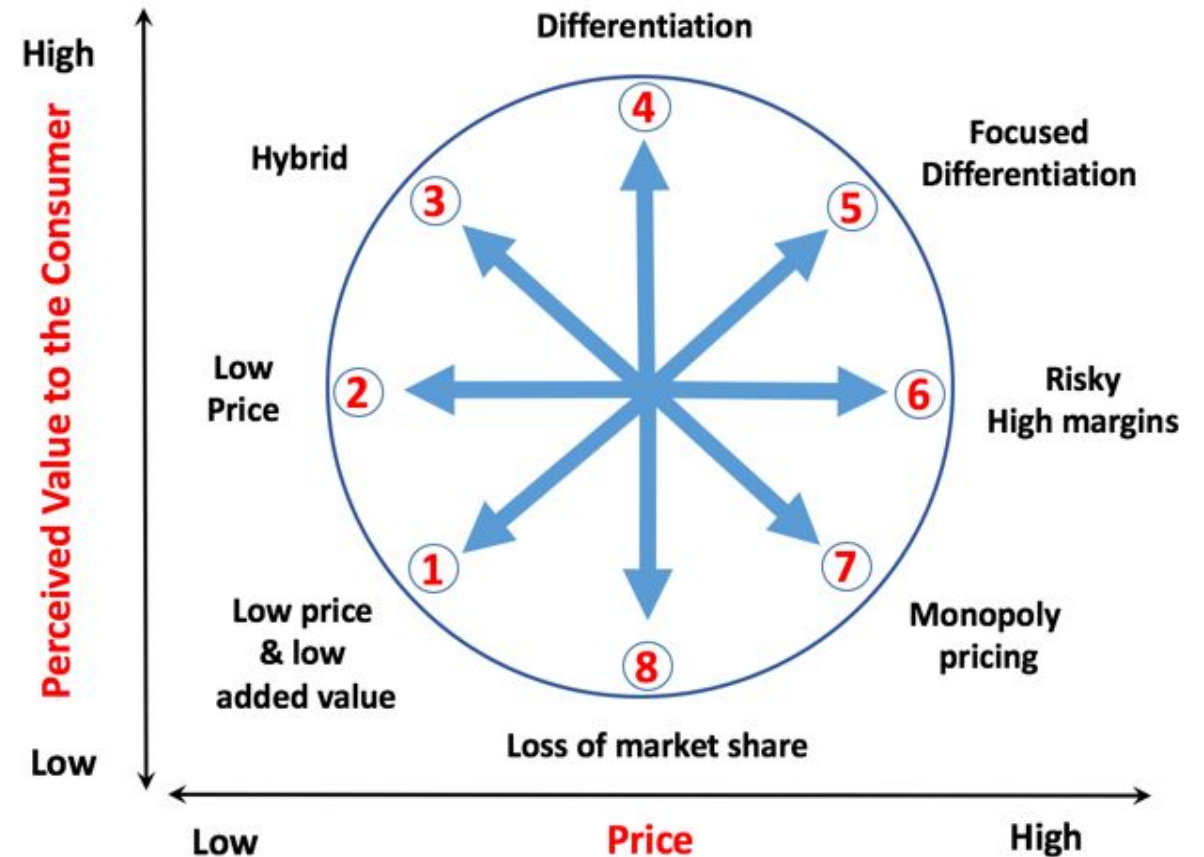 Differentiation
High
4
Focused
Differentiation
Hybrid
3
5
Perceived Value to the Consumer
Low
Price
2
6
Risky
High margins
1
7
Low price
& low
added value
Monopoly
pricing
8
Loss of market share
Low
Low
Price
High